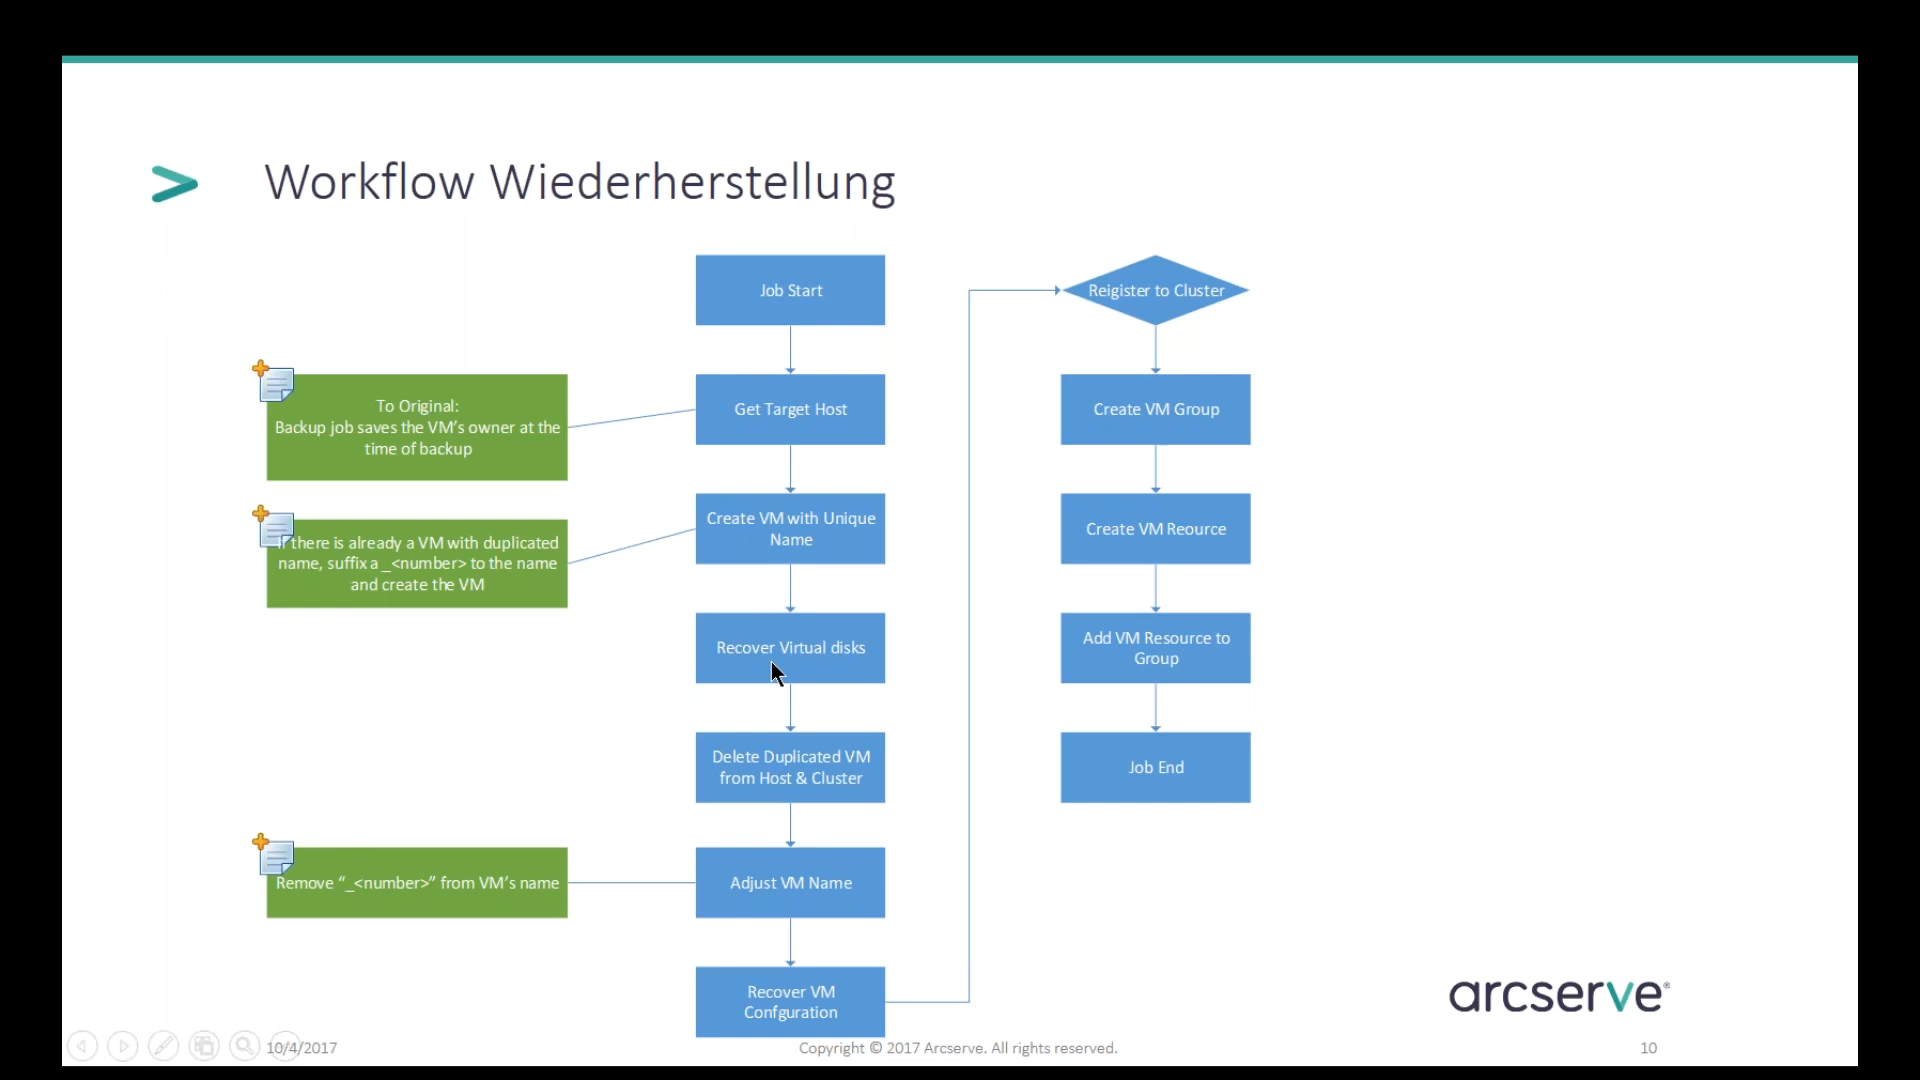 Workflow Wiederherstellung
Job Start
Get Target Host
Create VM with Unique
Name
Recover Virtual disks
Delete Duplicated VM
from Host & Cluster
Adjust VM Name
Recover VM
Confguration
To Original:
Backup job saves the VM's owner at the
time of backup
If there is already a VM with duplicated
name, suffix a _<number> to the name
and create the VM
Remove “_<number>” from VM's name
Reigister to Cluster
Create VM Group
Create VM Reource
Add VM Resource to
Group
Job End
arcserve®
10/4/2017
Copyright © 2017 Arcserve. All rights reserved.
10